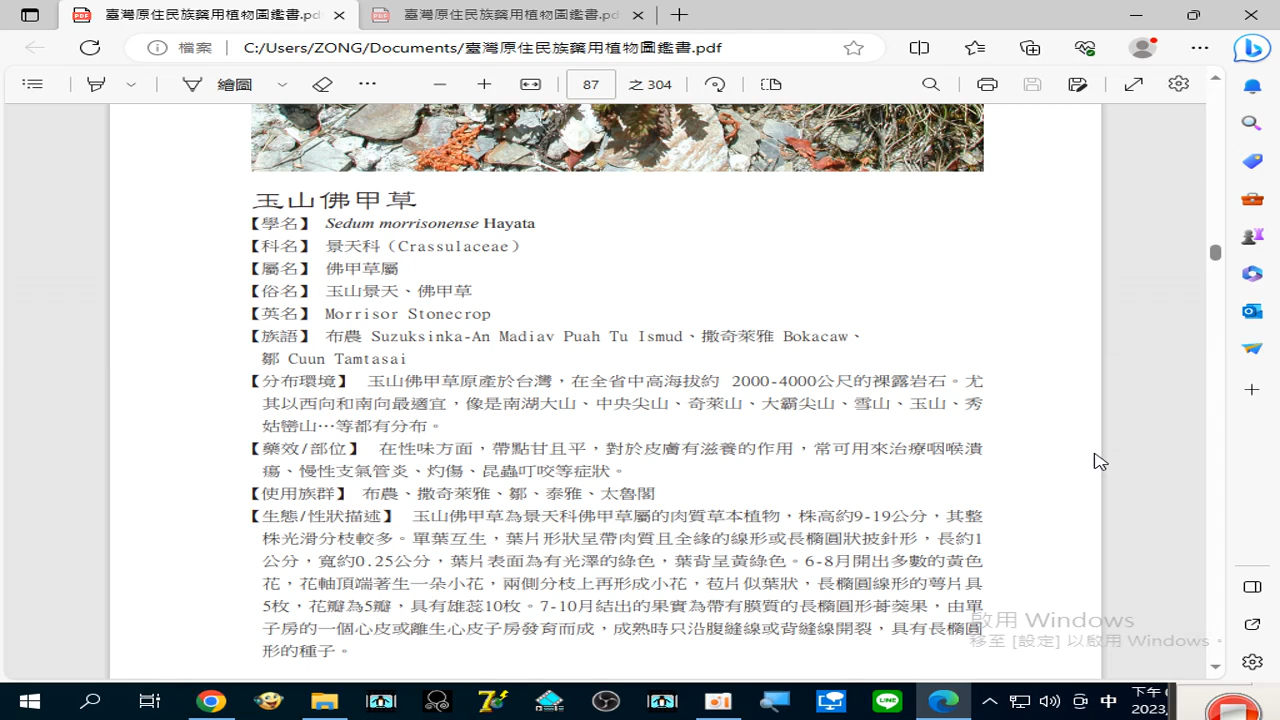 臺灣原住民族藥用植物圖鑑書.pd
臺灣原住民族藥用植物圖鑑書.pd
檔案 C:/Users/ZONG/Documents/臺灣原住民族藥用植物圖鑑書.pdf
繪圖 87 之 304
玉山佛甲草
【學名】 Sedum morrisonense Hayata
【科名】 景天科（Crassulaceae）
【屬名】 佛甲草屬
【俗名】 玉山景天、佛甲草
【英名】 Morrisor Stonecrop
【族語】 布農 Suzuksinka-An Madiav Puah Tu Ismud、撒奇萊雅 Bokacaw、
鄒 Cuun Tamtasai
【分布環境】 玉山佛甲草原產於台灣，在全省中高海拔約 2000-4000公尺的裸露岩石。尤
其以西向和南向最適宜，像是南湖大山、中央尖山、奇萊山、大霸尖山、雪山、玉山、秀
姑巒山…等都有分布。
【藥效/部位】 在性味方面，帶點甘且平，對於皮膚有滋養的作用，常可用來治療咽喉潰
瘍、慢性支氣管炎、灼傷、昆蟲叮咬等症狀。
【使用族群】 布農、撒奇萊雅、鄒、泰雅、太魯閣
【生態/性狀描述】 玉山佛甲草為景天科佛甲草屬的肉質草本植物，株高約9-19公分，其整
株光滑分枝較多。單葉互生，葉片形狀呈帶肉質且全緣的線形或長橢圓狀披針形，長約1
公分，寬約0.25公分，葉片表面為有光澤的綠色，葉背呈黃綠色。6-8月開出多數的黃色
花，花軸頂端著生一朵小花，兩側分枝上再形成小花，苞片似葉狀，長橢圓線形的萼片具
5枚，花瓣為5瓣，具有雄蕊10枚。7-10月結出的果實為帶有膜質的長橢圓形蓇葖果，由單
子房的一個心皮或離生心皮子房發育而成，成熟時只沿腹縫線或背縫線開裂，具有長橢圓
形的種子。
啟用 Windows
移至 [設定] 以啟用 Windows。
中 下午 6
2023,
LINE